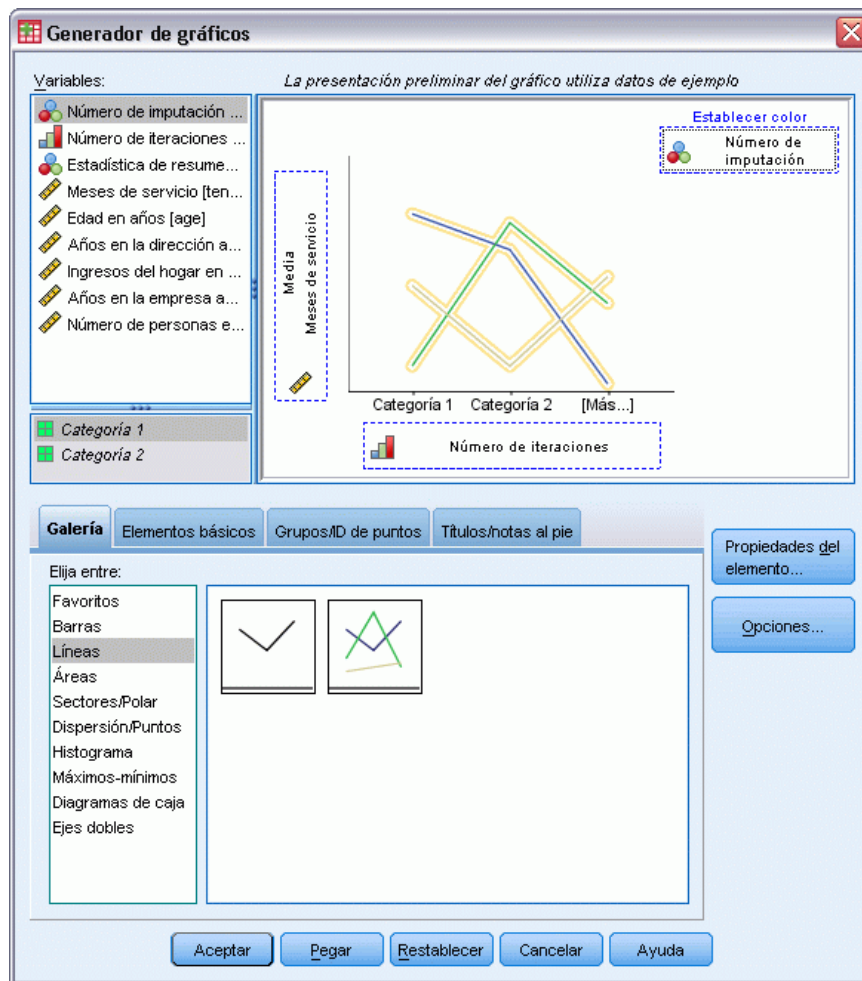 Generador de gráficos
Variables:
La presentación preliminar del gráfico utiliza datos de ejemplo
Número de imputación ...
Número de iteraciones ...
Estadística de resume...
Meses de servicio [ten...
Edad en años [age]
Años en la dirección a...
Ingresos del hogar en ...
Años en la empresa a...
Número de personas e...
Categoría 1
Categoría 2
Establecer color
Número de
imputación
Media
Meses de servicio
Categoría 1 Categoría 2 [Más...]
Número de iteraciones
Galería Elementos básicos Grupos/ID de puntos Títulos/notas al pie
Elija entre:
Favoritos
Barras
Líneas
Áreas
Sectores/Polar
Dispersión/Puntos
Histograma
Máximos-mínimos
Diagramas de caja
Ejes dobles
Propiedades del
elemento...
Opciones...
Aceptar Pegar Restablecer Cancelar Ayuda